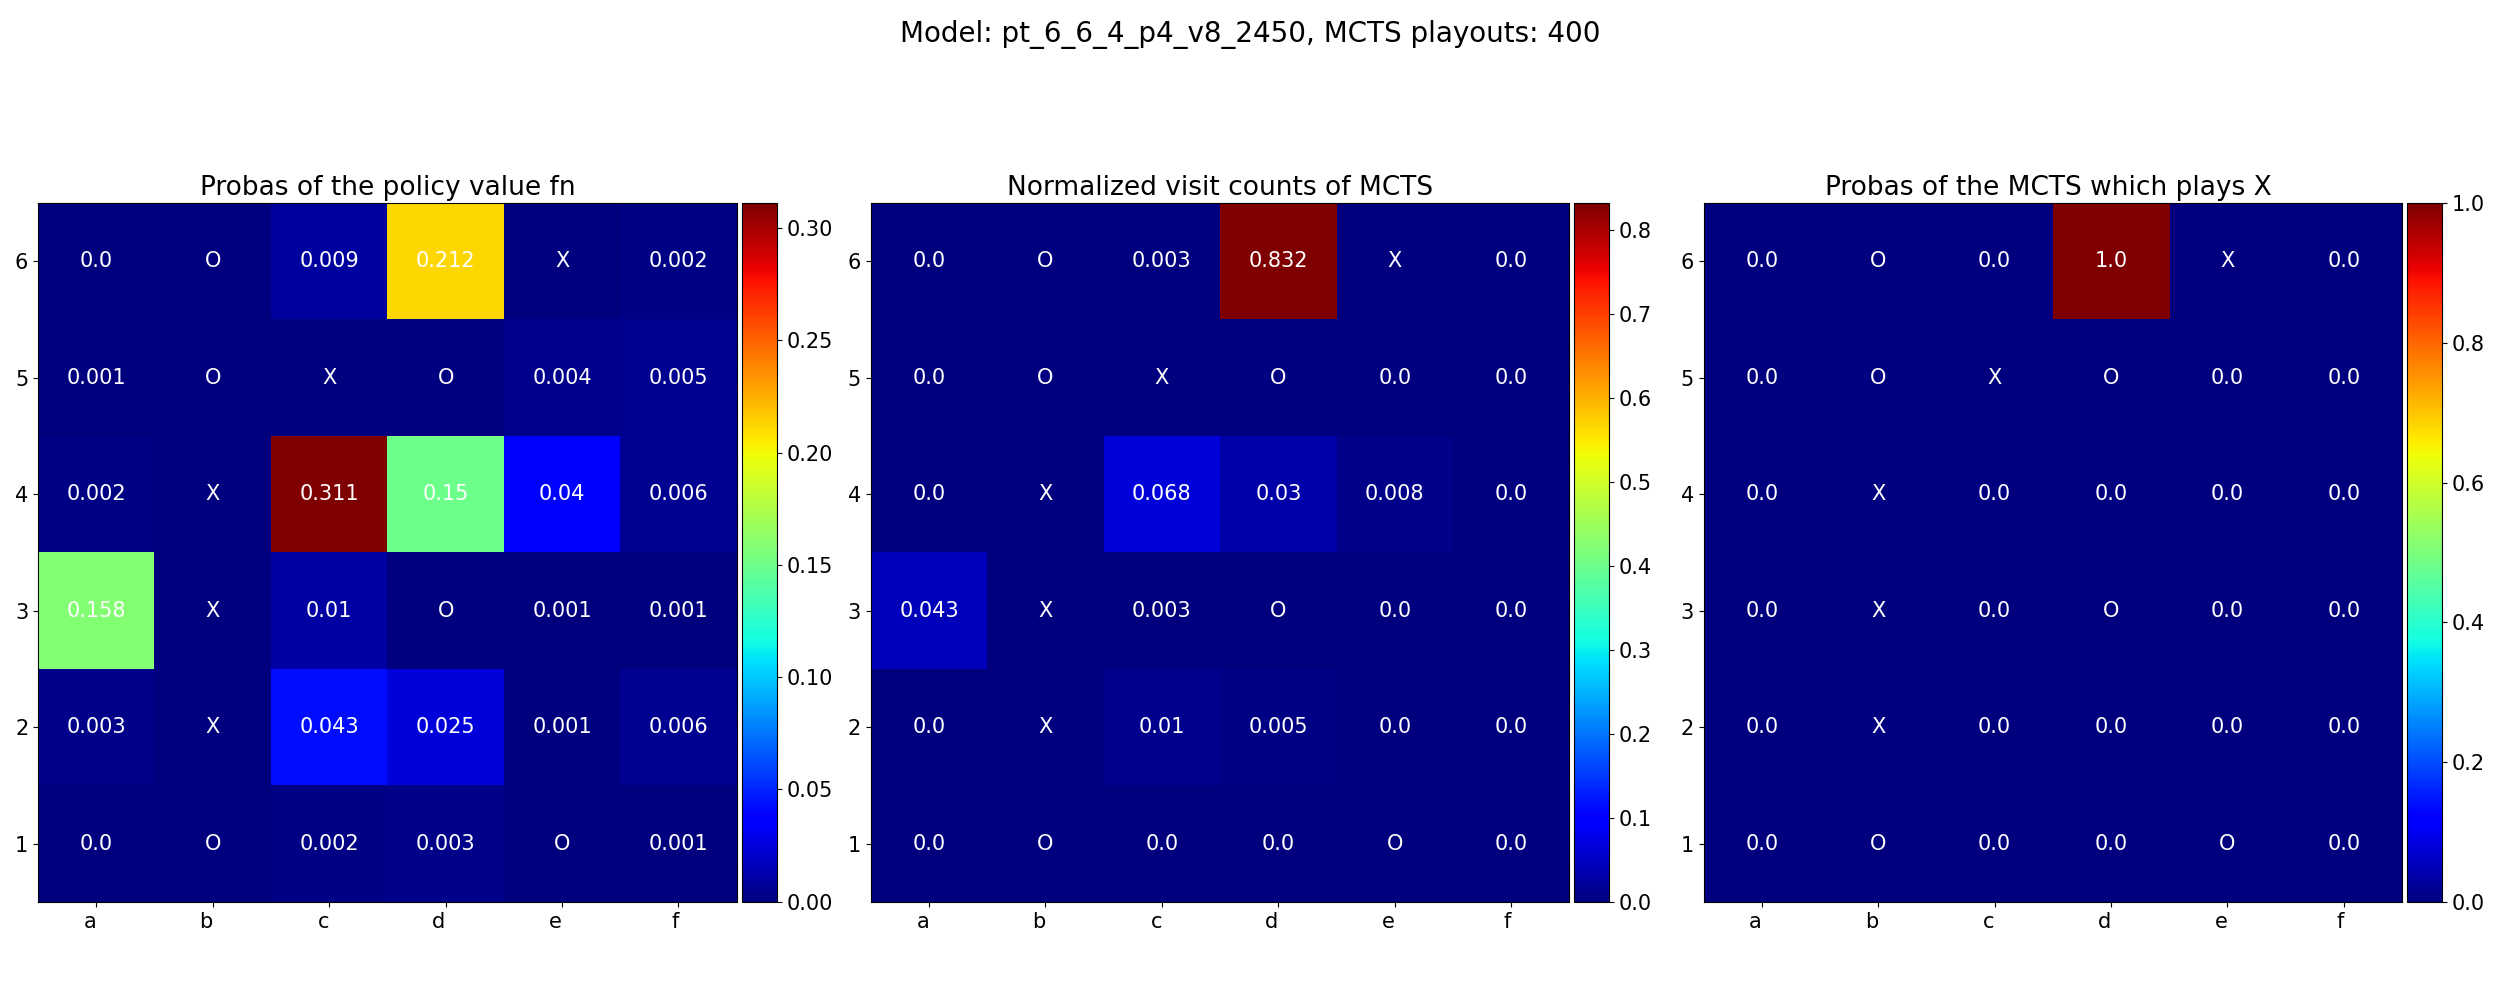 Model: pt_6_6_4_p4_v8_2450, MCTS playouts: 400
Probas of the policy value fn
6 0.0 O 0.009 0.212 X 0.002
5 0.001 O X O 0.004 0.005
4 0.002 X 0.311 0.15 0.04 0.006
3 0.158 X 0.01 O 0.001 0.001
2 0.003 X 0.043 0.025 0.001 0.006
1 0.0 O 0.002 0.003 O 0.001
a b c d e f
0.30
0.25
0.20
0.15
0.10
0.05
0.00
Normalized visit counts of MCTS
6 0.0 O 0.003 0.832 X 0.0
5 0.0 O X O 0.0 0.0
4 0.0 X 0.068 0.03 0.008 0.0
3 0.043 X 0.003 O 0.0 0.0
2 0.0 X 0.01 0.005 0.0 0.0
1 0.0 O 0.0 0.0 O 0.0
a b c d e f
0.8
0.7
0.6
0.5
0.4
0.3
0.2
0.1
0.0
Probas of the MCTS which plays X
6 0.0 O 0.0 1.0 X 0.0
5 0.0 O X O 0.0 0.0
4 0.0 X 0.0 0.0 0.0 0.0
3 0.0 X 0.0 O 0.0 0.0
2 0.0 X 0.0 0.0 0.0 0.0
1 0.0 O 0.0 0.0 O 0.0
a b c d e f
1.0
0.8
0.6
0.4
0.2
0.0